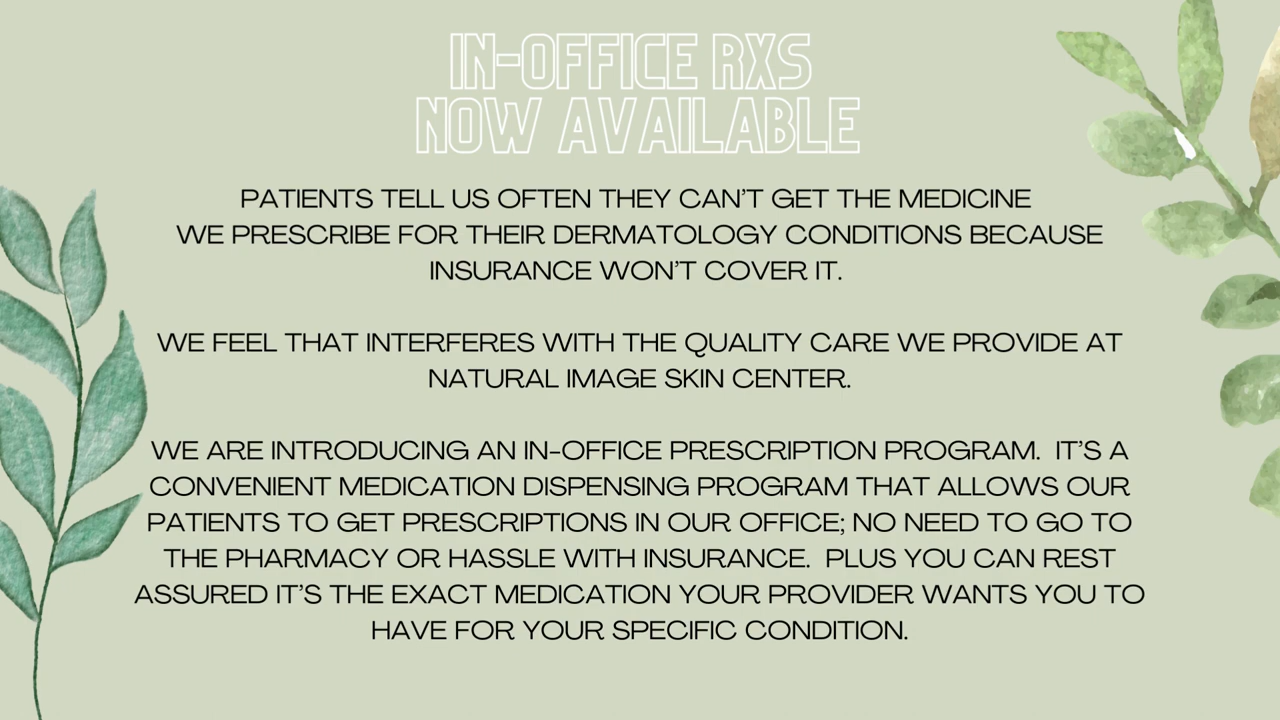 IN-OFFICE RXS
NOW AVAILABLE
PATIENTS TELL US OFTEN THEY CAN'T GET THE MEDICINE
WE PRESCRIBE FOR THEIR DERMATOLOGY CONDITIONS BECAUSE
INSURANCE WON'T COVER IT.
WE FEEL THAT INTERFERES WITH THE QUALITY CARE WE PROVIDE AT
NATURAL IMAGE SKIN CENTER.
WE ARE INTRODUCING AN IN-OFFICE PRESCRIPTION PROGRAM.  IT'S A
CONVENIENT MEDICATION DISPENSING PROGRAM THAT ALLOWS OUR
PATIENTS TO GET PRESCRIPTIONS IN OUR OFFICE; NO NEED TO GO TO
THE PHARMACY OR HASSLE WITH INSURANCE.  PLUS YOU CAN REST
ASSURED IT'S THE EXACT MEDICATION YOUR PROVIDER WANTS YOU TO
HAVE FOR YOUR SPECIFIC CONDITION.